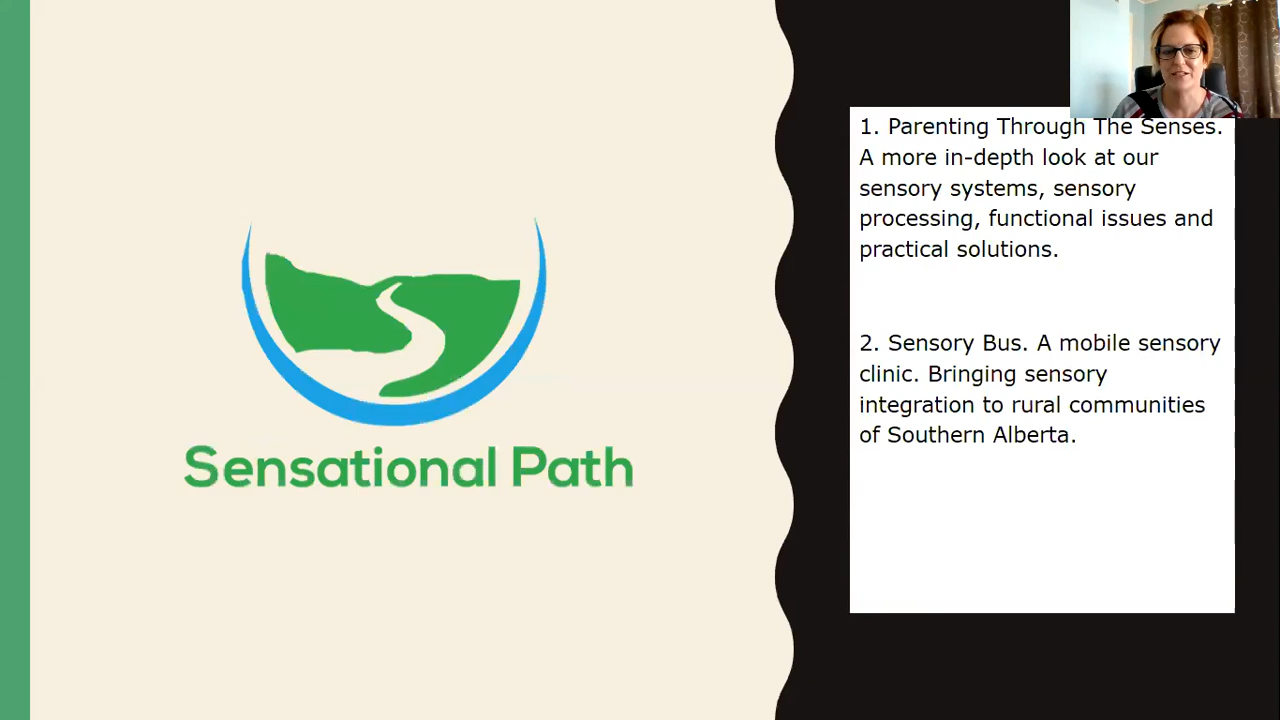 Sensational Path
1. Parenting Through The Senses.
A more in-depth look at our
sensory systems, sensory
processing, functional issues and
practical solutions.
2. Sensory Bus. A mobile sensory
clinic. Bringing sensory
integration to rural communities
of Southern Alberta.